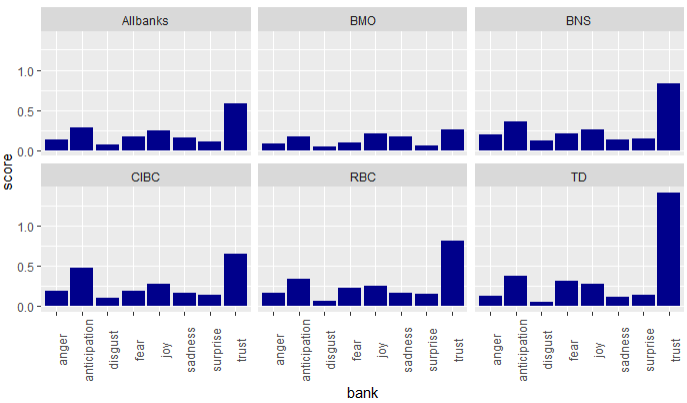 Allbanks BMO BNS
1.0
0.5
0.0
score
CIBC RBC TD
1.0
0.5
0.0
anger anticipation disgust fear joy sadness surprise trust anger anticipation disgust fear joy sadness surprise trust anger anticipation disgust fear joy sadness surprise trust
bank